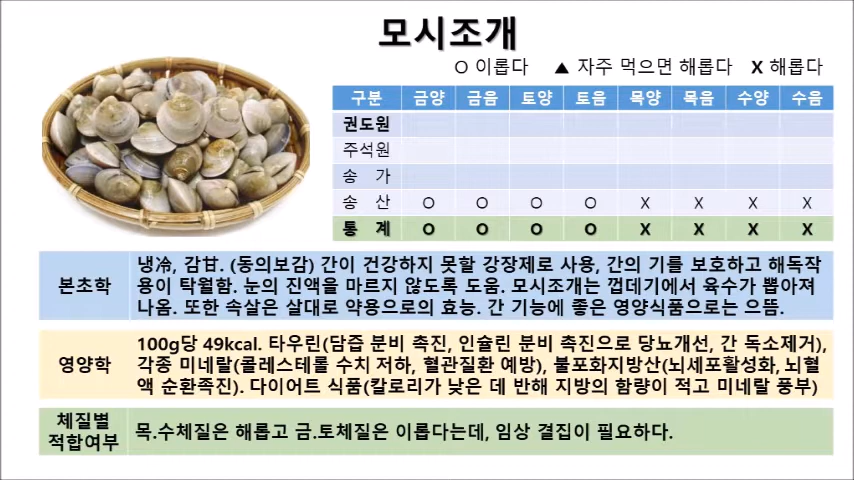 모시조개
O 이롭다 ▲ 자주 먹으면 해롭다 X 해롭다
구분 금양 금음 토양 토음 목양 목음 수양 수음
권도원
주석원
송 가
송 산 O O O O X X X X
통 계 O O O O X X X X
본초학
냉冷, 감甘. (동의보감) 간이 건강하지 못할 강장제로 사용, 간의 기를 보호하고 해독작
용이 탁월함. 눈의 진액을 마르지 않도록 도움. 모시조개는 껍데기에서 육수가 뽑아져
나옴. 또한 속살은 살대로 약용으로의 효능. 간 기능에 좋은 영양식품으로는 으뜸.
영양학
100g당 49kcal. 타우린(담즙 분비 촉진, 인슐린 분비 촉진으로 당뇨개선, 간 독소제거),
각종 미네랄(콜레스테롤 수치 저하, 혈관질환 예방), 불포화지방산(뇌세포활성화, 뇌혈
액 순환족진). 다이어트 식품(칼로리가 낮은 데 반해 지방의 함량이 적고 미네랄 풍부)
체질별
적합여부
목.수체질은 해롭고 금.토체질은 이롭다는데, 임상 결집이 필요하다.